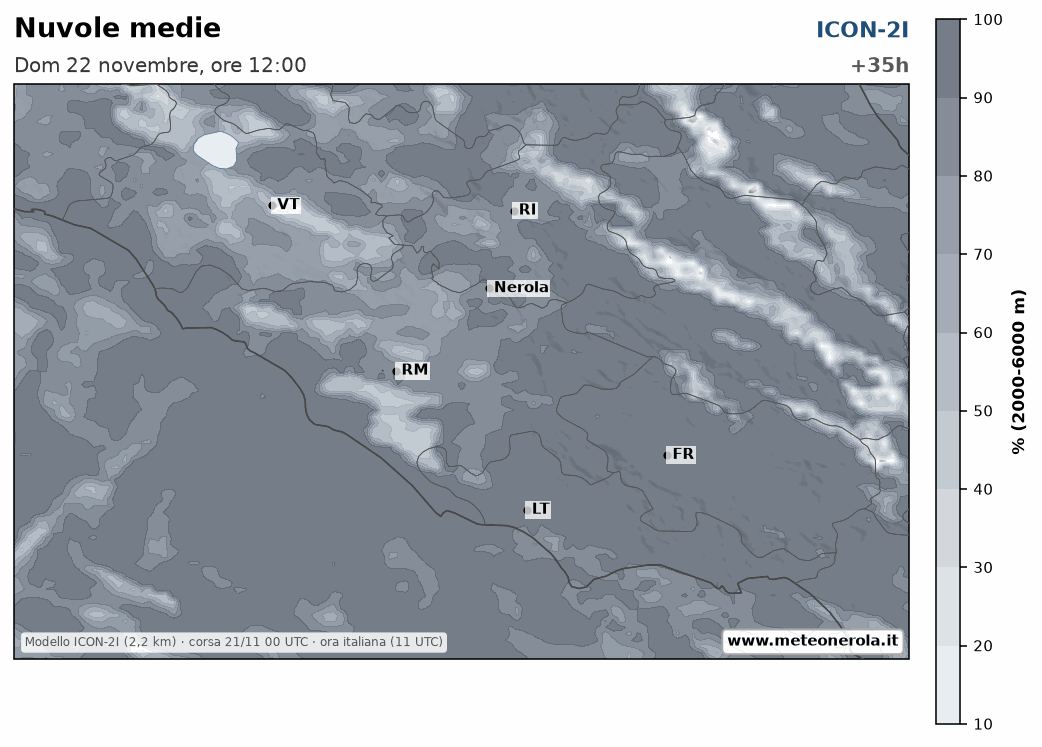 Nuvole medie
ICON-2I
Dom 22 novembre, ore 12:00
+35h
VT
RI
Nerola
RM
FR
LT
Modello ICON-2I (2,2 km) · corsa 21/11 00 UTC · ora italiana (11 UTC)
www.meteonerola.it
100
90
80
70
60
50
40
30
20
10
% (2000-6000 m)